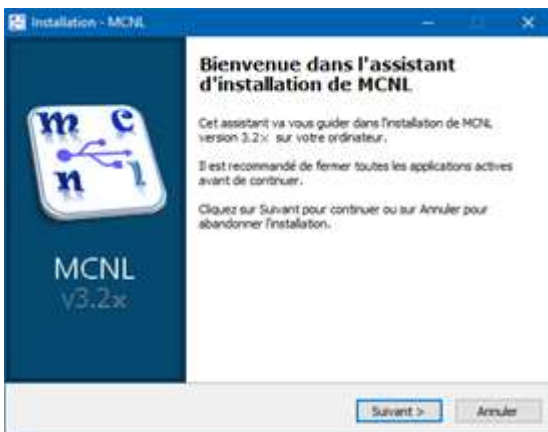 Installation - MCNL
Bienvenue dans l'assistant
d'installation de MCNL
Cet assistant va vous guider dans l'installation de MCNL
version 3.2x sur votre ordinateur.
Il est recommandé de fermer toutes les applications actives
avant de continuer.
Cliquez sur Suivant pour continuer ou sur Annuler pour
abandonner l'installation.
m c
n l
MCNL
v3.2x
Suivant >
Annuler